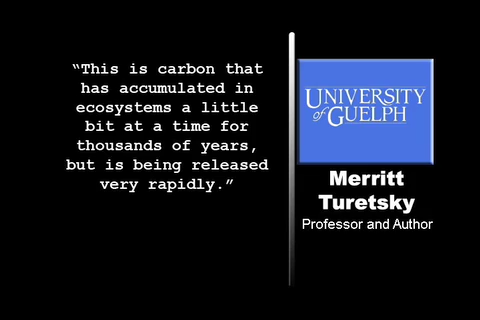 “This is carbon that
has accumulated in
ecosystems a little
bit at a time for
thousands of years,
but is being released
very rapidly.”
UNIVERSITY
of GUELPH
Merritt
Turetsky
Professor and Author